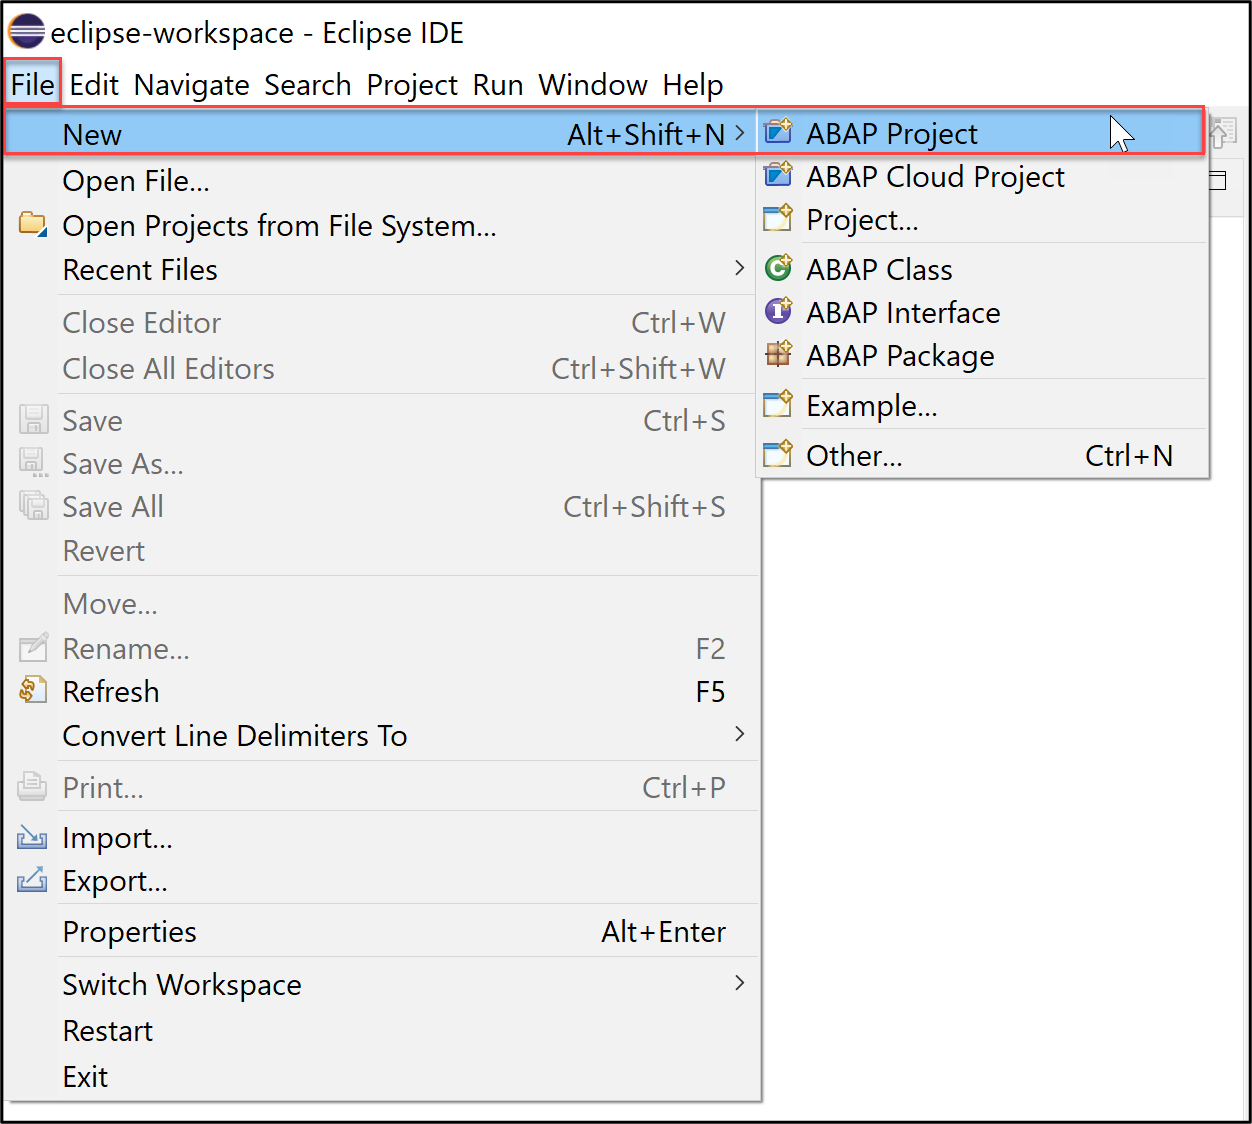 eclipse-workspace - Eclipse IDE
File Edit Navigate Search Project Run Window Help
New Alt+Shift+N
Open File...
Open Projects from File System...
Recent Files
Close Editor Ctrl+W
Close All Editors Ctrl+Shift+W
Save Ctrl+S
Save As...
Save All Ctrl+Shift+S
Revert
Move...
Rename... F2
Refresh F5
Convert Line Delimiters To
Print... Ctrl+P
Import...
Export...
Properties Alt+Enter
Switch Workspace
Restart
Exit
ABAP Project
ABAP Cloud Project
Project...
ABAP Class
ABAP Interface
ABAP Package
Example...
Other... Ctrl+N